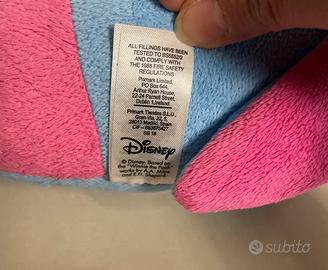 ALL FILLINGS HAVE BEEN
TESTED TO BS5852/2
AND COMPLY WITH
THE 1988 FIRE SAFETY
REGULATIONS
Primark Limited.
PO Box 644,
Arthur Ryan House,
22-24 Parnell Street,
Dublin 1, Ireland.
Primark Tiendas S.L.U.,
Gran Vía, 32, 5,
28013 Madrid, Spain
CIF –
SS 18
Disney
© Disney. Based on
the "Winnie the Pooh"
works by A.A. Milne
and E.H. Shepard.
subito